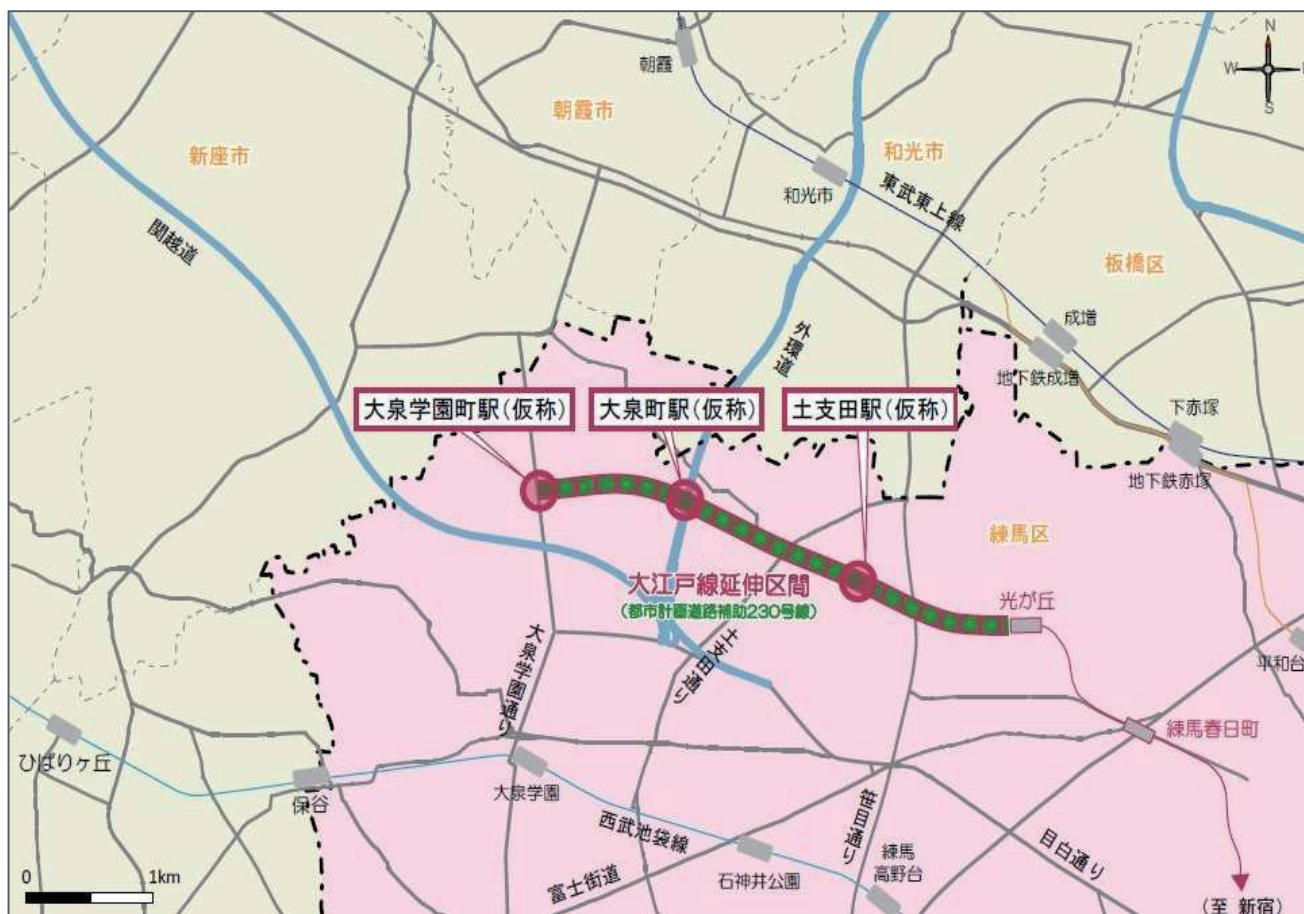 N
W
S
朝霞
朝霞市
新座市
和光市
和光市
東武東上線
関越道
板橋区
成増
外環道
地下鉄成増
下赤塚
大泉学園町駅(仮称)
大泉町駅(仮称)
土支田駅(仮称)
地下鉄赤塚
練馬区
大江戸線延伸区間
(都市計画道路補助230号線)
光が丘
大泉学園通り
土支田通り
平和台
練馬春日町
ひばりヶ丘
保谷
大泉学園
西武池袋線
笹目通り
目白通り
石神井公園
練馬
高野台
富士街道
0 1km
(至 新宿)